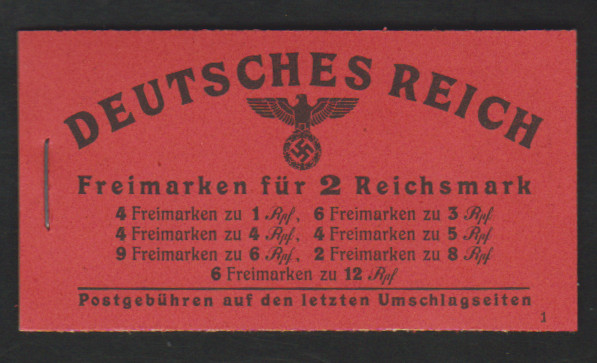 DEUTSCHES REICH
Freimarken für 2 Reichsmark
4 Freimarken zu 1 Rpf, 6 Freimarken zu 3 Rpf
4 Freimarken zu 4 Rpf, 4 Freimarken zu 5 Rpf
9 Freimarken zu 6 Rpf, 2 Freimarken zu 8 Rpf
6 Freimarken zu 12 Rpf
Postgebühren auf den letzten Umschlagseiten
1